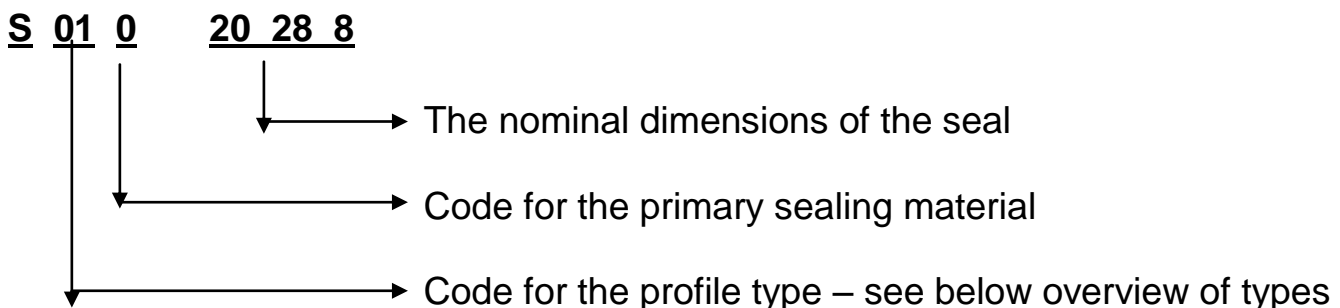 S 01 0 20 28 8
The nominal dimensions of the seal
Code for the primary sealing material
Code for the profile type – see below overview of types